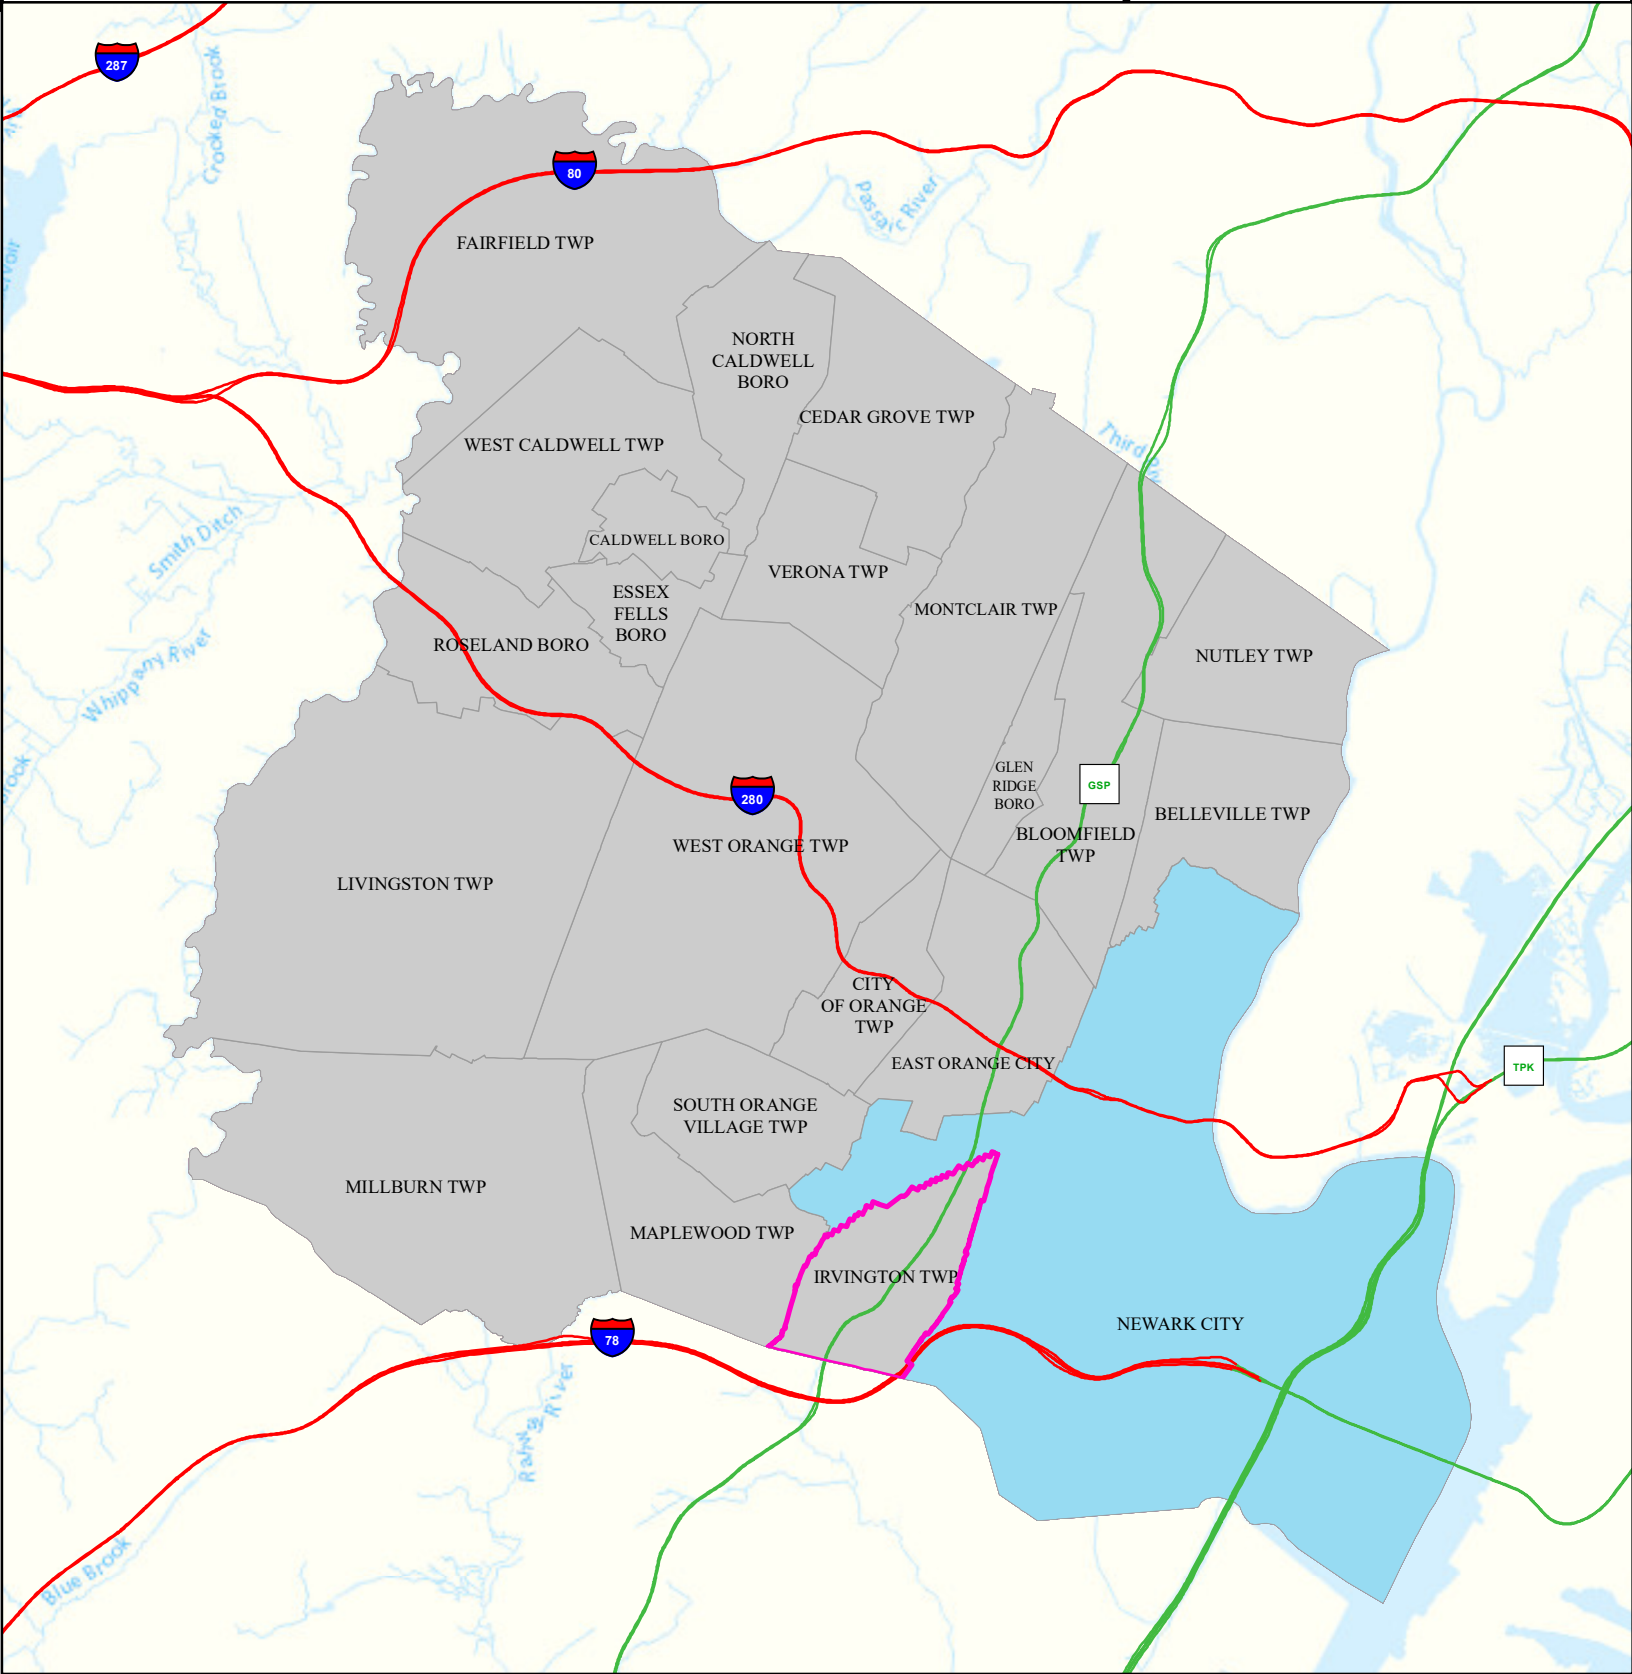 287
Crooked Brook
80
Passaic River
FAIRFIELD TWP
NORTH
CALDWELL
BORO
CEDAR GROVE TWP
WEST CALDWELL TWP
Third Riv
Smith Ditch
CALDWELL BORO
VERONA TWP
ESSEX
FELLS
BORO
MONTCLAIR TWP
ROSELAND BORO
NUTLEY TWP
Whippany River
GLEN
RIDGE
BORO
GSP
280
BELLEVILLE TWP
BLOOMFIELD
TWP
WEST ORANGE TWP
LIVINGSTON TWP
CITY
OF ORANGE
TWP
EAST ORANGE CITY
TPK
SOUTH ORANGE
VILLAGE TWP
MILLBURN TWP
MAPLEWOOD TWP
IRVINGTON TWP
NEWARK CITY
78
River
Blue Brook